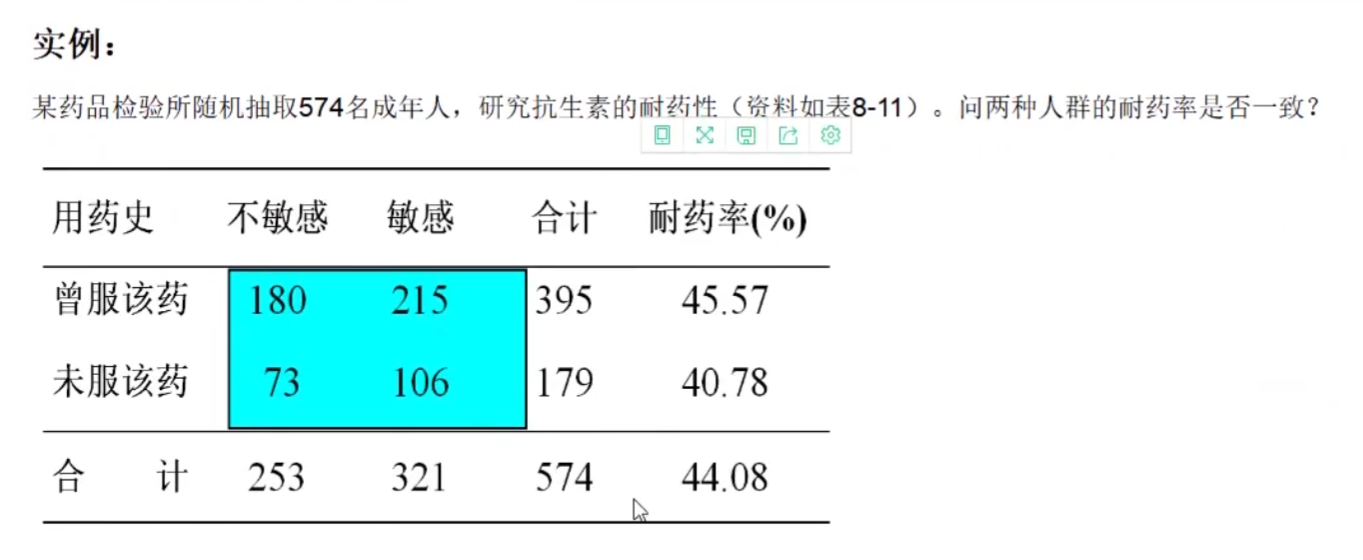 实例：
某药品检验所随机抽取574名成年人，研究抗生素的耐药性（资料如表8-11）。问两种人群的耐药率是否一致？
用药史 不敏感 敏感 合计 耐药率(%)
曾服该药 180 215 395 45.57
未服该药 73 106 179 40.78
合 计 253 321 574 44.08